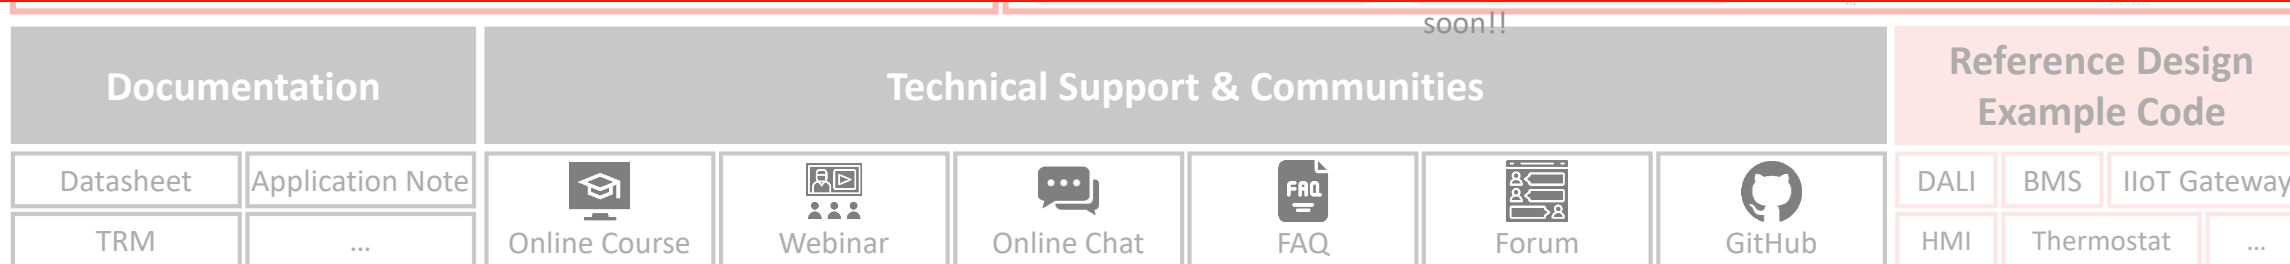 soon!!
Documentation
Technical Support & Communities
Reference Design
Example Code
Datasheet
Application Note
TRM
...
Online Course
Webinar
Online Chat
FAQ
FAQ
Forum
GitHub
DALI
BMS
IIoT Gateway
HMI
Thermostat
...